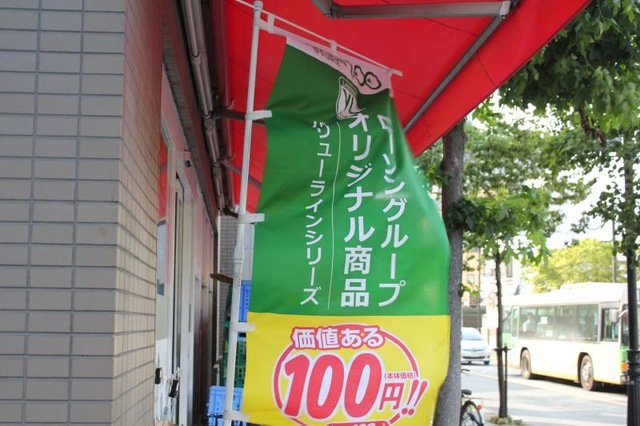 ローソングループ
オリジナル商品
バリューラインシリーズ
価値ある
100円!!
(本体価格)